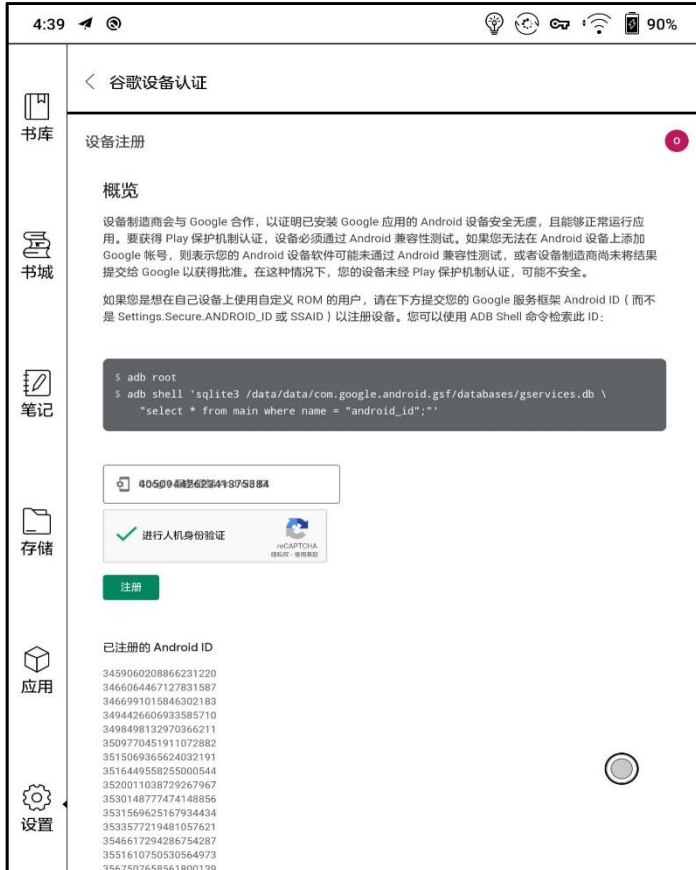 4:39
90%
谷歌设备认证
书库
书城
笔记
存储
应用
设置
设备注册
O
概览
设备制造商会与 Google 合作，以证明已安装 Google 应用的 Android 设备安全无虞，且能够正常运行应
用。要获得 Play 保护机制认证，设备必须通过 Android 兼容性测试。如果您无法在 Android 设备上添加
Google 帐号，则表示您的 Android 设备软件可能未通过 Android 兼容性测试，或者设备制造商尚未将结果
提交给 Google 以获得批准。在这种情况下，您的设备未经 Play 保护机制认证，可能不安全。
如果您是想在自己设备上使用自定义 ROM 的用户，请在下方提交您的 Google 服务框架 Android ID（而不
是 Settings.Secure.ANDROID_ID 或 SSAID）以注册设备。您可以使用 ADB Shell 命令检索此 ID：
$ adb root
$ adb shell 'sqlite3 /data/data/com.google.android.gsf/databases/gservices.db \
"select * from main where name = "android_id";"'
进行人机身份验证
reCAPTCHA
隐私权 - 使用条款
注册
已注册的 Android ID
3459060208866231220
3466064467127831587
3466991015846302183
3494426606933585710
3498498132970366211
3509770451911072882
3515069365624032191
3516449558255000544
3520011038729267967
3530148777474148856
3531569625167934434
3533577219481057621
3546617294286754287
3551610750530564973
3567507658561800139